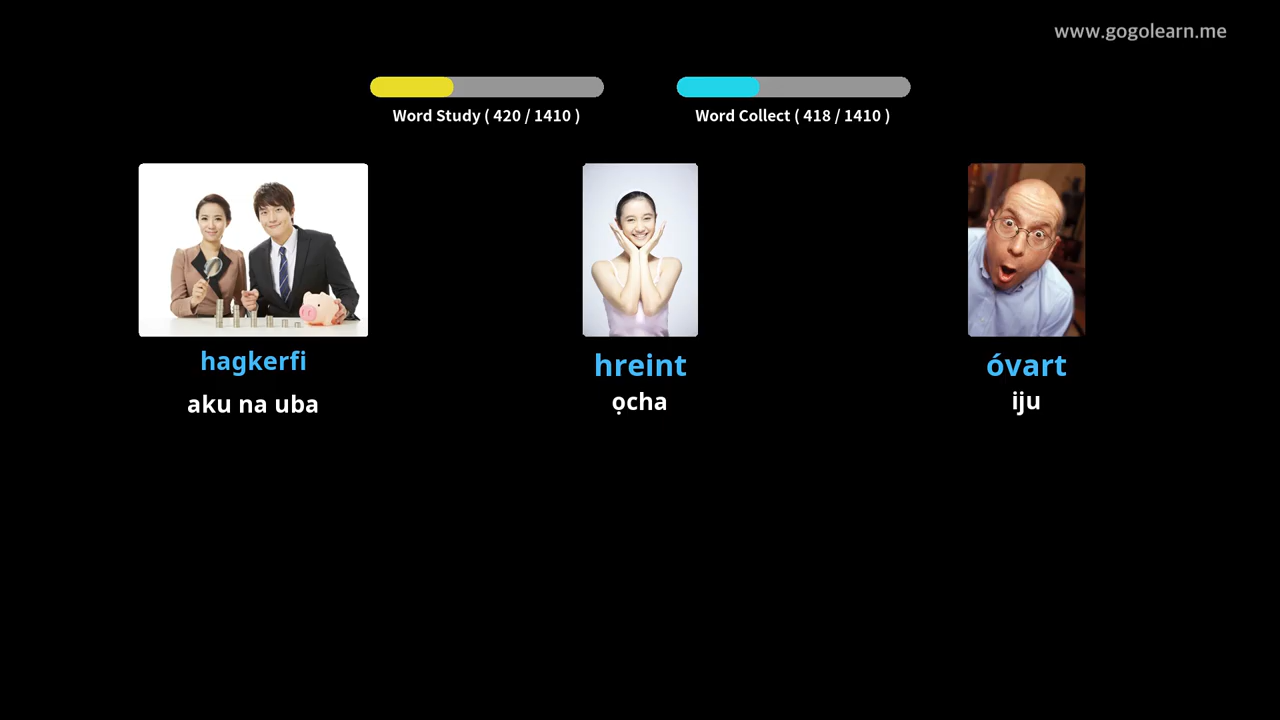 www.gogolearn.me
Word Study ( 420 / 1410 )
Word Collect ( 418 / 1410 )
hagkerfi
aku na uba
hreint
ọcha
óvart
iju